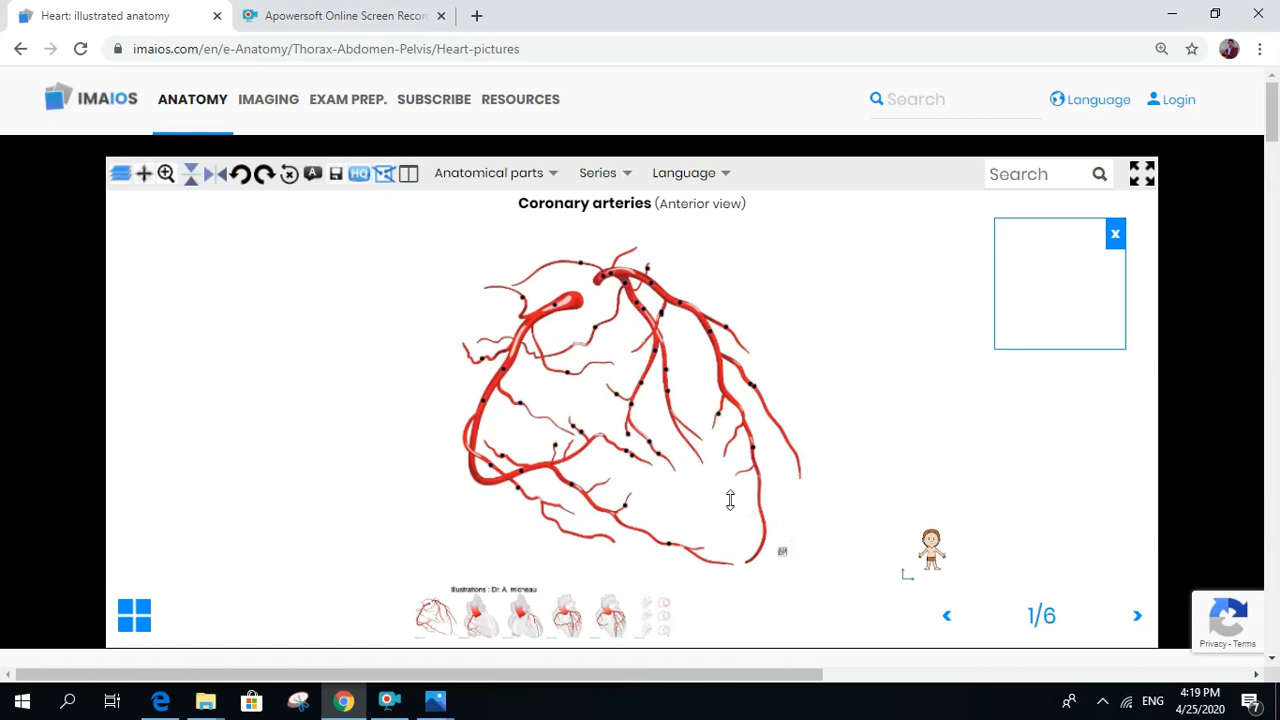 Heart: illustrated anatomy
Apowersoft Online Screen Recor
imaios.com/en/e-Anatomy/Thorax-Abdomen-Pelvis/Heart-pictures
IMAIOS ANATOMY IMAGING EXAM PREP. SUBSCRIBE RESOURCES Search Language Login
A HQ Anatomical parts Series Language Search
Coronary arteries (Anterior view)
x
Illustrations : Dr. A. micheau
1/6
Privacy - Terms
ENG
4:19 PM
4/25/2020
7